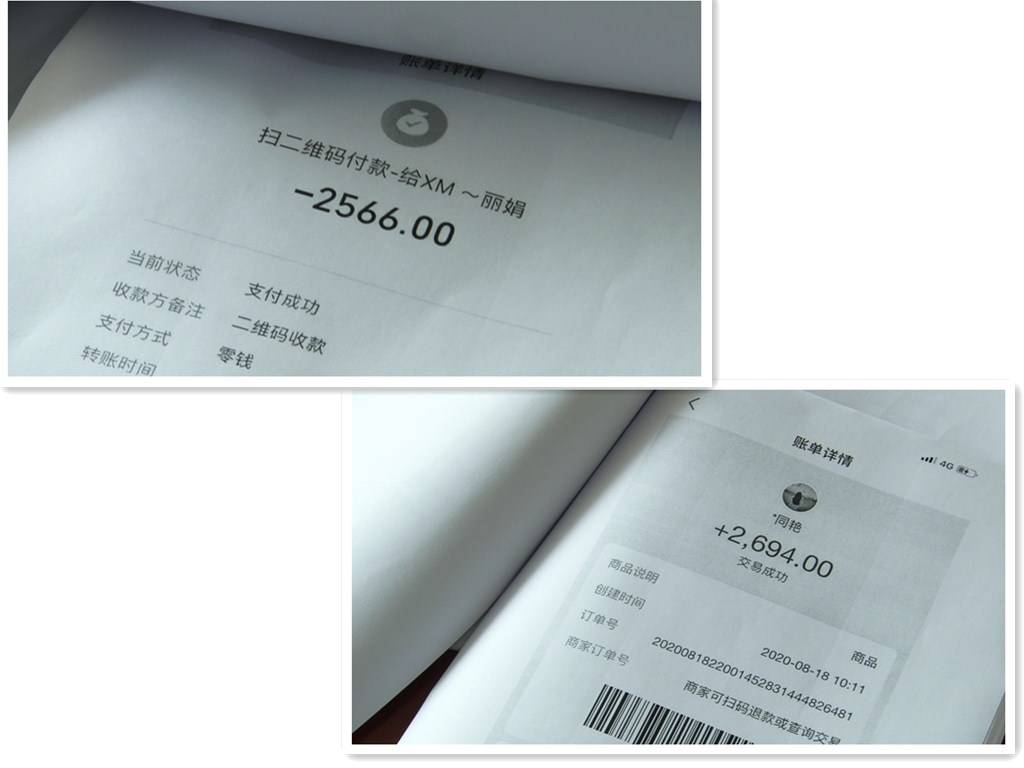 账单详情
扫二维码付款-给XM ～丽娟
-2566.00
当前状态 支付成功
收款方备注 二维码收款
支付方式 零钱
转账时间
账单详情 4G
*同艳
+2,694.00
交易成功
商品说明 商品
创建时间 2020-08-18 10:11
订单号 2020081822001452831444826481
商家订单号 商家可扫码退款或查询交易